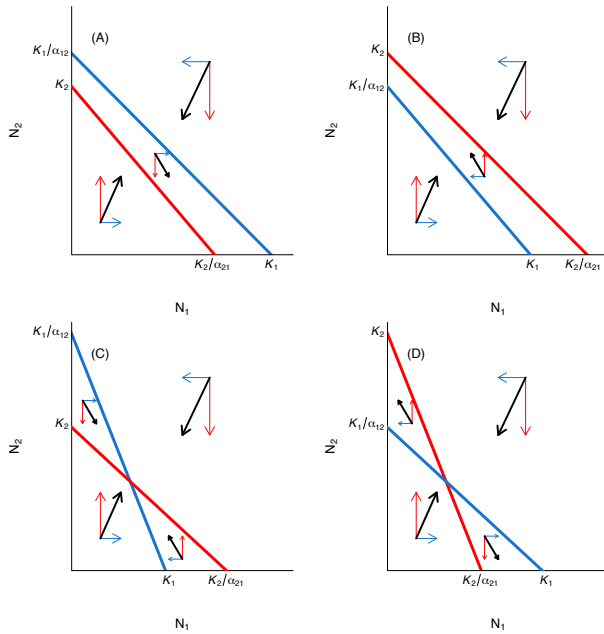 (A)
K₁/α₁₂
K₂
N₂
K₂/α₂₁ K₁
N₁
(B)
K₂
K₁/α₁₂
N₂
K₁ K₂/α₂₁
N₁
(C)
K₁/α₁₂
K₂
N₂
K₁ K₂/α₂₁
N₁
(D)
K₂
K₁/α₁₂
N₂
K₂/α₂₁ K₁
N₁